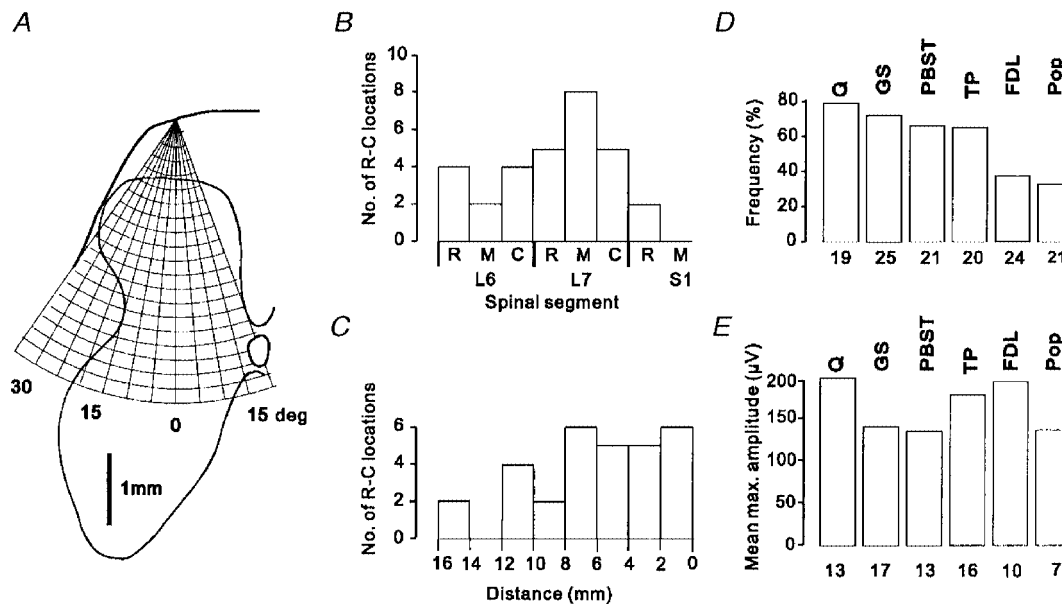 A
30
15
0
15 deg
1mm
B
No. of R-C locations
10
8
6
4
2
0
R M C R M C R M
L6 L7 S1
Spinal segment
C
No. of R-C locations
6
4
2
0
16 14 12 10 8 6 4 2 0
Distance (mm)
D
Q GS PBST TP FDL Pop
Frequency (%)
80
60
40
20
0
19 25 21 20 24 21
E
Q GS PBST TP FDL Pop
Mean max. amplitude (µV)
200
150
100
50
0
13 17 13 16 10 7